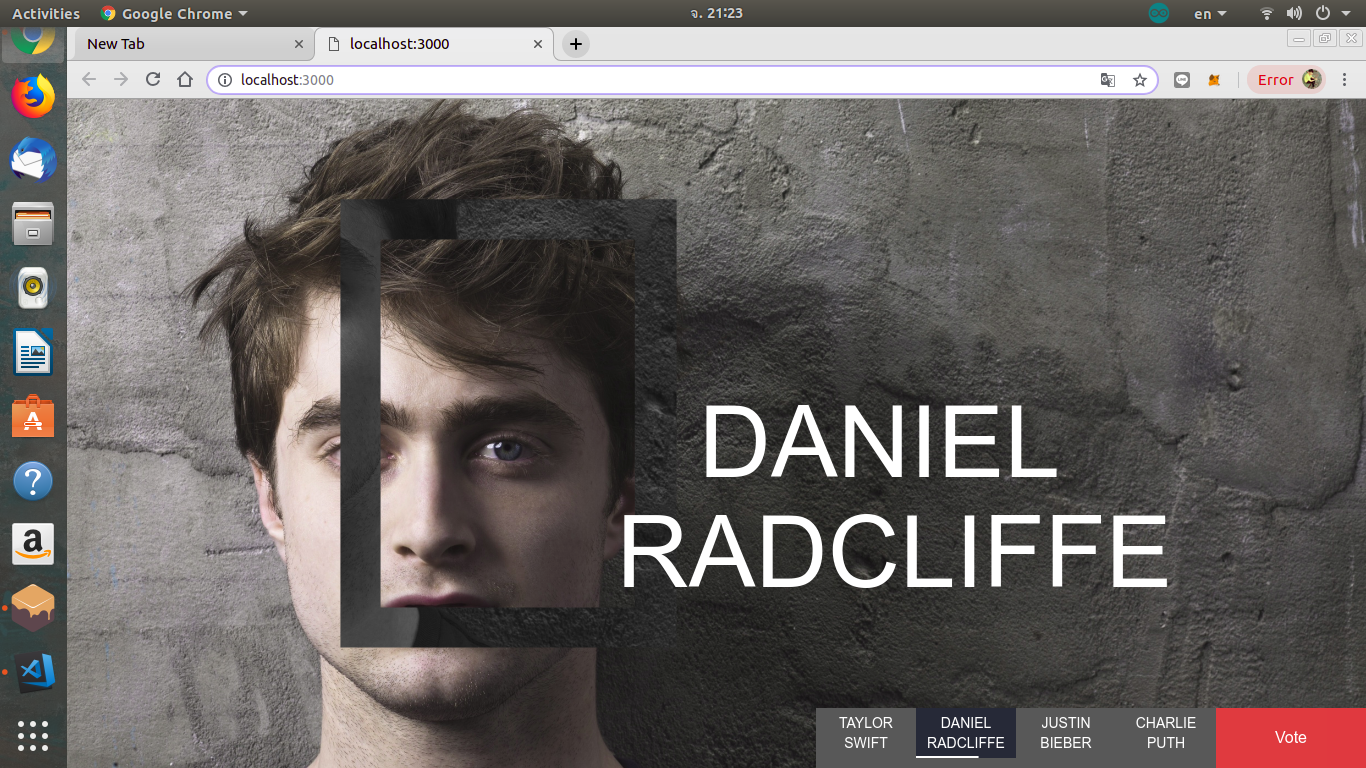 Activities
Google Chrome
จ. 21:23
en
New Tab
localhost:3000
localhost:3000
Error
DANIEL
RADCLIFFE
TAYLOR
SWIFT
DANIEL
RADCLIFFE
JUSTIN
BIEBER
CHARLIE
PUTH
Vote